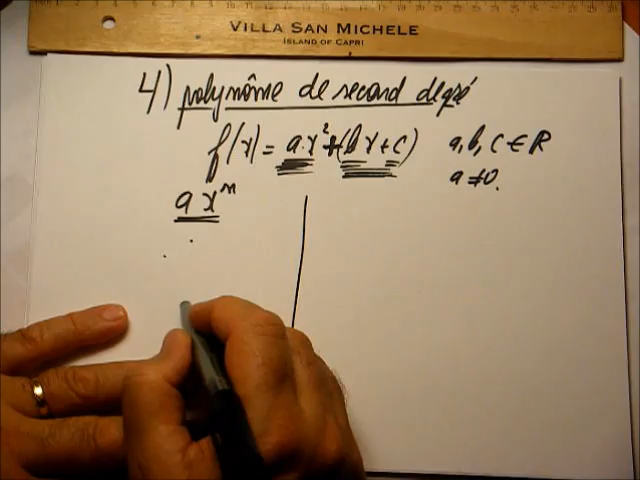 VILLA SAN MICHELE
ISLAND OF CAPRI
4) polynôme de second degré
f(x) = a.x² + (bx + c) a, b, c ∈ R
a ≠ 0.
a xⁿ